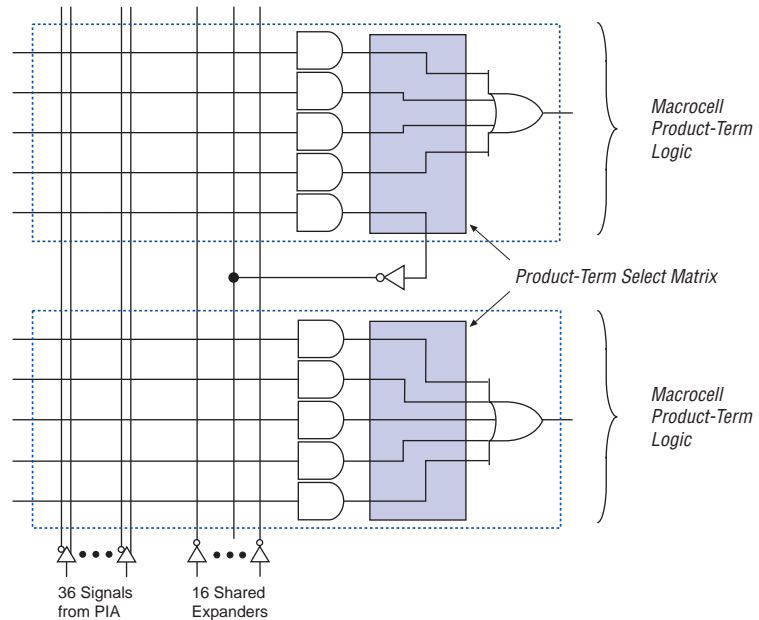 Macrocell
Product-Term
Logic
Product-Term Select Matrix
Macrocell
Product-Term
Logic
36 Signals
from PIA
16 Shared
Expanders